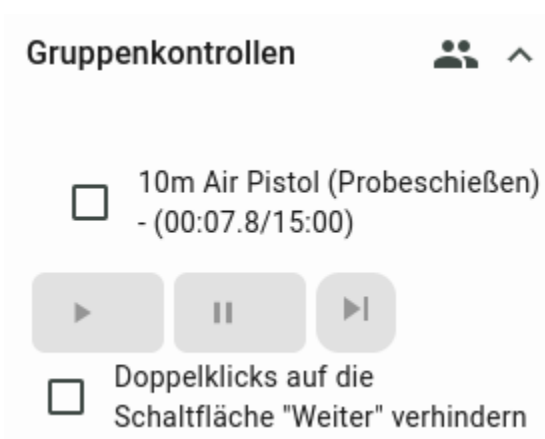 Gruppenkontrollen
10m Air Pistol (Probeschießen)
- (00:07.8/15:00)
Doppelklicks auf die
Schaltfläche "Weiter" verhindern